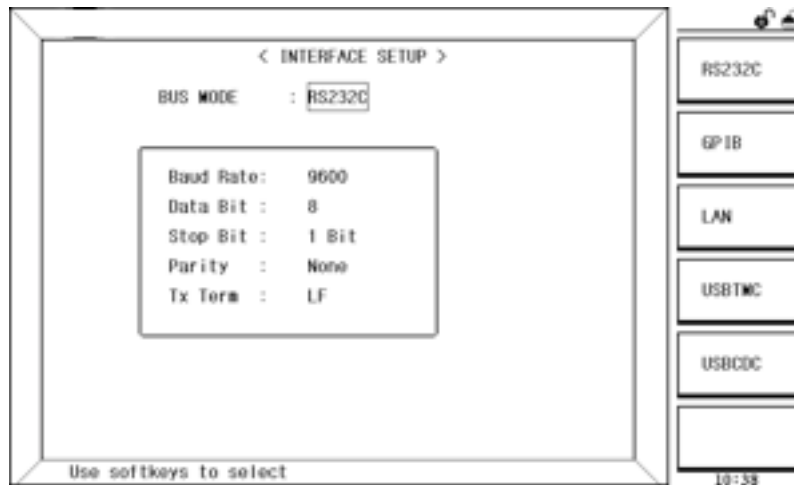 < INTERFACE SETUP >
BUS MODE : RS232C
Baud Rate: 9600
Data Bit : 8
Stop Bit : 1 Bit
Parity : None
Tx Term : LF
Use softkeys to select
RS232C
GPIB
LAN
USBTMC
USBCDC
10:38